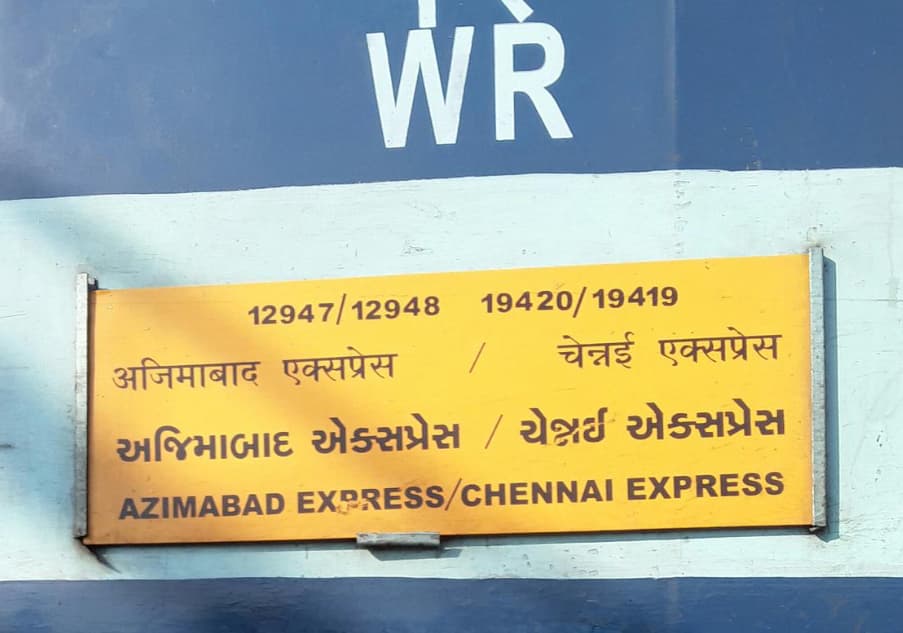 WR
12947/12948 19420/19419
अजिमाबाद एक्सप्रेस / चेन्नई एक्सप्रेस
અજિમાબાદ એક્સપ્રેસ / ચેન્નઈ એક્સપ્રેસ
AZIMABAD EXPRESS/CHENNAI EXPRESS